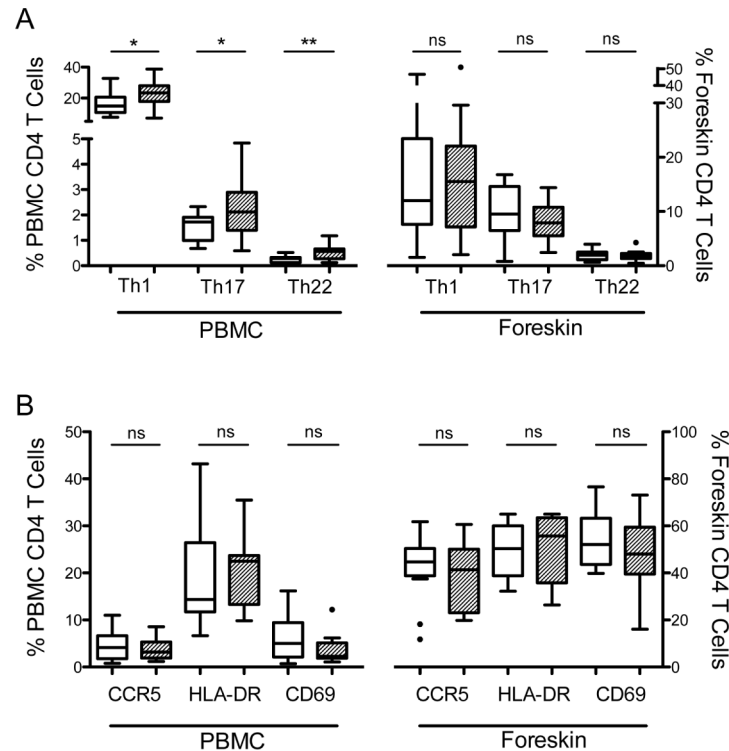 A
* * ** ns ns ns
% PBMC CD4 T Cells
40
20
5
4
3
2
1
0
50
40
30
20
10
0
% Foreskin CD4 T Cells
Th1 Th17 Th22 Th1 Th17 Th22
PBMC Foreskin
B
ns ns ns ns ns ns
% PBMC CD4 T Cells
50
40
30
20
10
0
100
80
60
40
20
0
% Foreskin CD4 T Cells
CCR5 HLA-DR CD69 CCR5 HLA-DR CD69
PBMC Foreskin